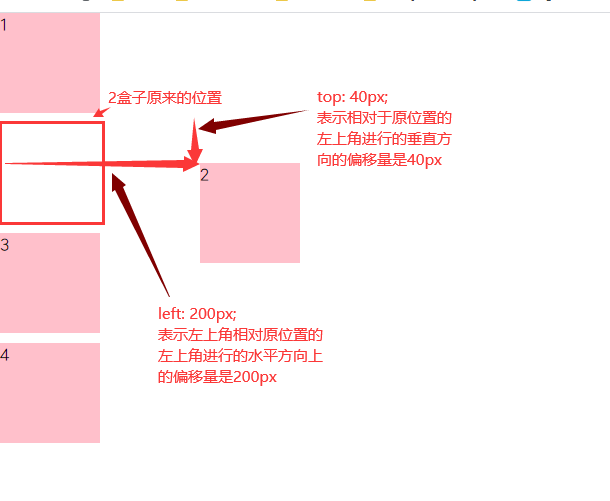 1
2盒子原来的位置
top: 40px;
表示相对于原位置的
左上角进行的垂直方
向的偏移量是40px
2
3
left: 200px;
表示左上角相对原位置的
左上角进行的水平方向上
的偏移量是200px
4